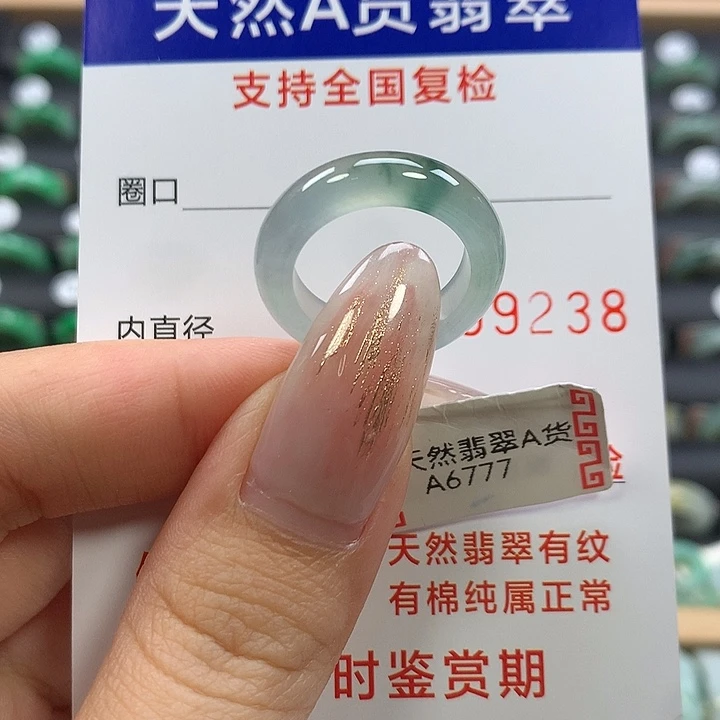 天然A货翡翠
支持全国复检
圈口
内直径
9238
天然翡翠A货
A6777
检
天然翡翠有纹
有棉纯属正常
时鉴赏期